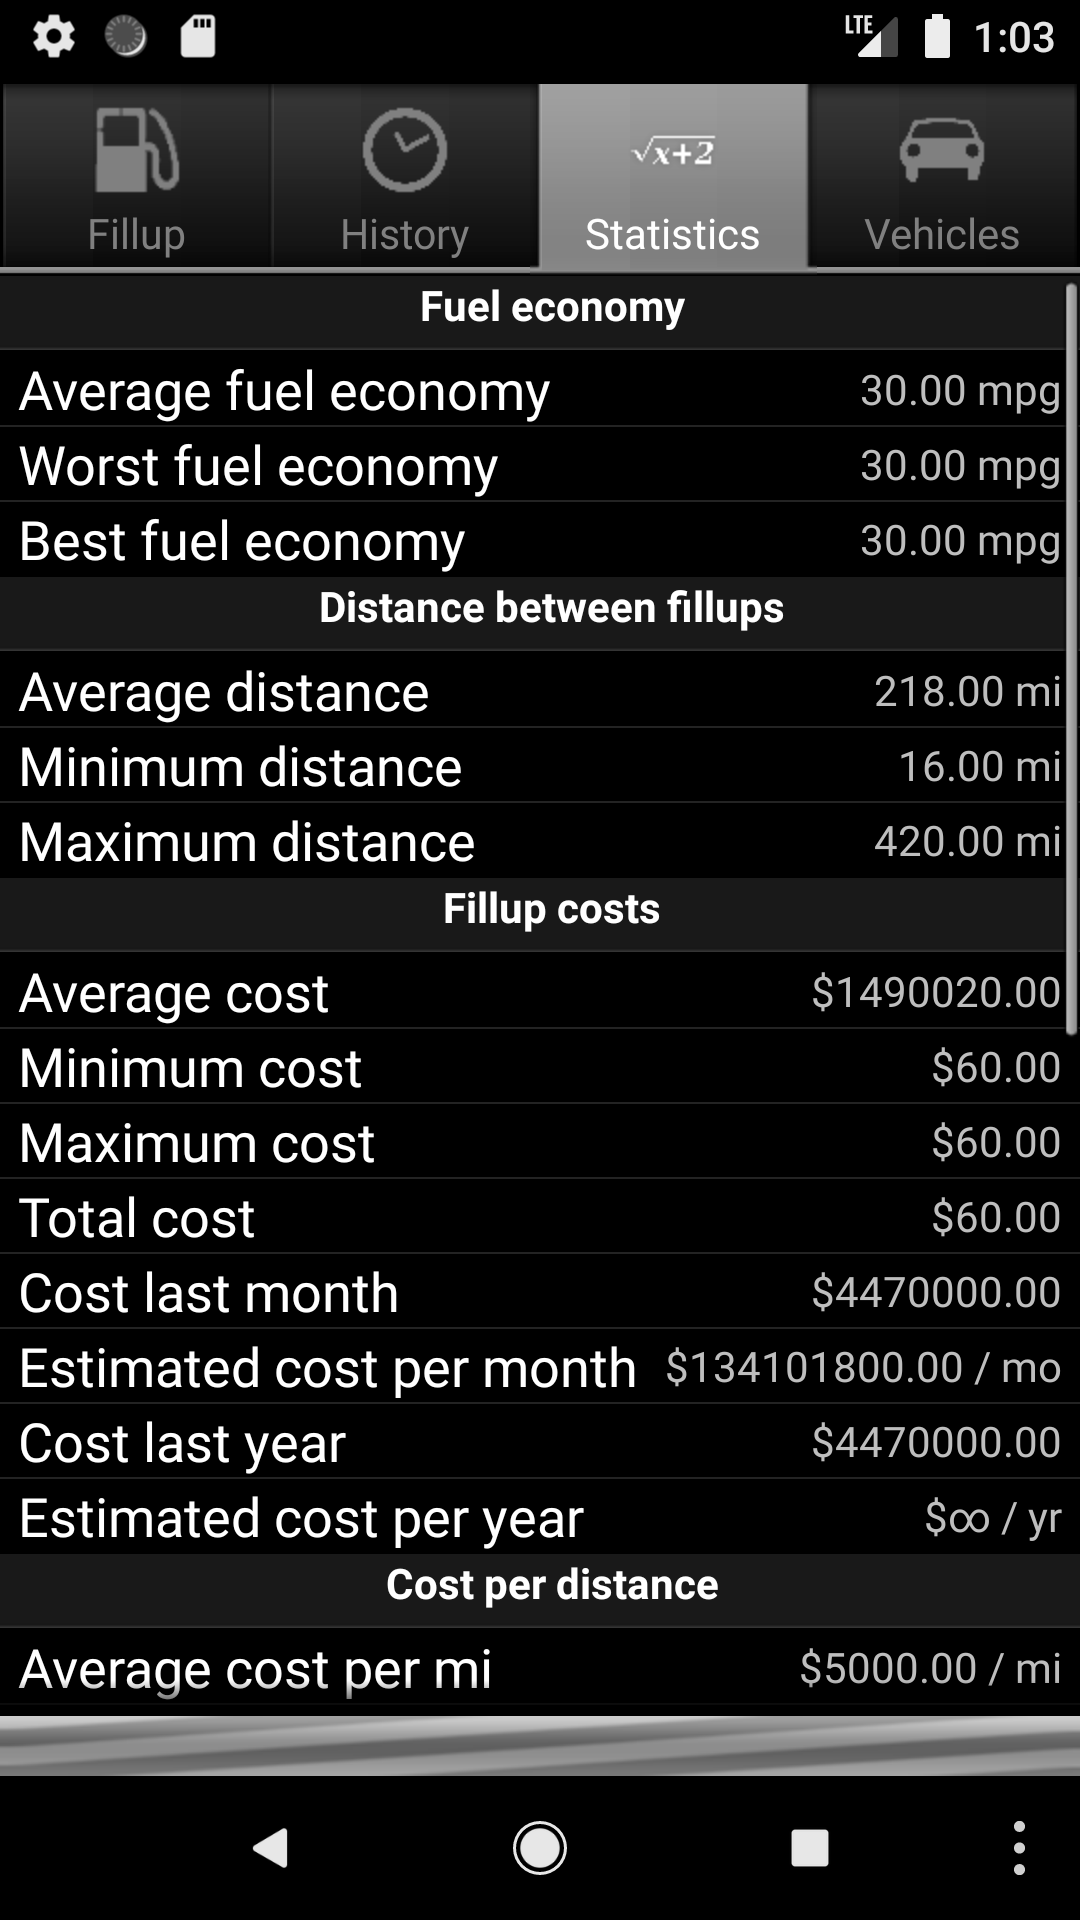 LTE 1:03
√x+2
Fillup History Statistics Vehicles
Fuel economy
Average fuel economy 30.00 mpg
Worst fuel economy 30.00 mpg
Best fuel economy 30.00 mpg
Distance between fillups
Average distance 218.00 mi
Minimum distance 16.00 mi
Maximum distance 420.00 mi
Fillup costs
Average cost $1490020.00
Minimum cost $60.00
Maximum cost $60.00
Total cost $60.00
Cost last month $4470000.00
Estimated cost per month $134101800.00 / mo
Cost last year $4470000.00
Estimated cost per year $∞ / yr
Cost per distance
Average cost per mi $5000.00 / mi